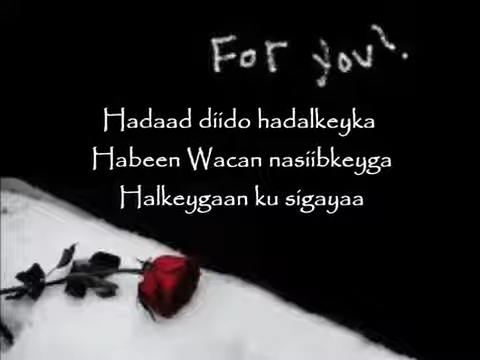 For you?.
Hadaad diido hadalkeyka
Habeen Wacan nasiibkeyga
Halkeygaan ku sigayaa